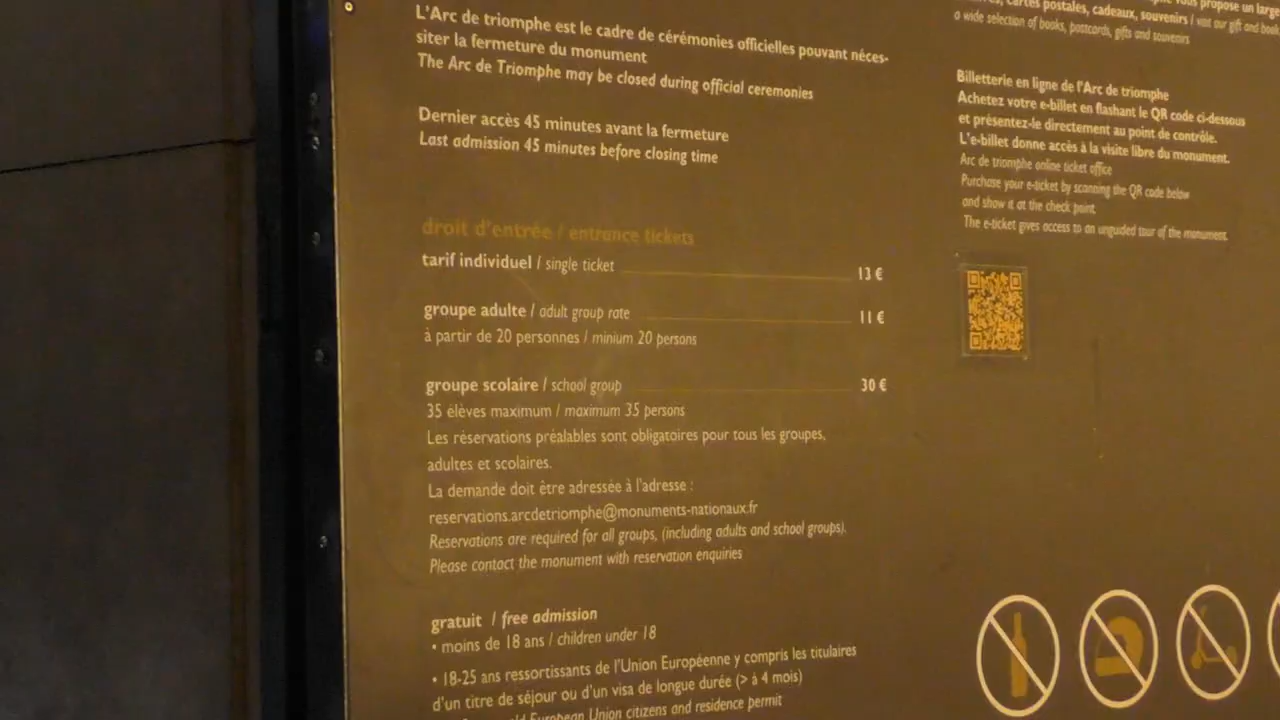 L'Arc de triomphe est le cadre de cérémonies officielles pouvant néces-
siter la fermeture du monument
The Arc de Triomphe may be closed during official ceremonies
Dernier accès 45 minutes avant la fermeture
Last admission 45 minutes before closing time
droit d'entrée / entrance tickets
tarif individuel / single ticket 13 €
groupe adulte / adult group rate 11 €
à partir de 20 personnes / minium 20 persons
groupe scolaire / school group 30 €
35 élèves maximum / maximum 35 persons
Les réservations préalables sont obligatoires pour tous les groupes,
adultes et scolaires.
La demande doit être adressée à l'adresse :
reservations.arcdetriomphe@monuments-nationaux.fr
Reservations are required for all groups, (including adults and school groups).
Please contact the monument with reservation enquiries
gratuit / free admission
• moins de 18 ans / children under 18
• 18-25 ans ressortissants de l'Union Européenne y compris les titulaires
d'un titre de séjour ou d'un visa de longue durée (> à 4 mois)
European Union citizens and residence permit
vous propose un large
cartes postales, cadeaux, souvenirs / visit our gift and book
a wide selection of books, postcards, gifts and souvenirs
Billetterie en ligne de l'Arc de triomphe
Achetez votre e-billet en flashant le QR code ci-dessous
et présentez-le directement au point de contrôle.
L'e-billet donne accès à la visite libre du monument.
Arc de triomphe online ticket office
Purchase your e-ticket by scanning the QR code below
and show it at the check point.
The e-ticket gives access to an unguided tour of the monument.